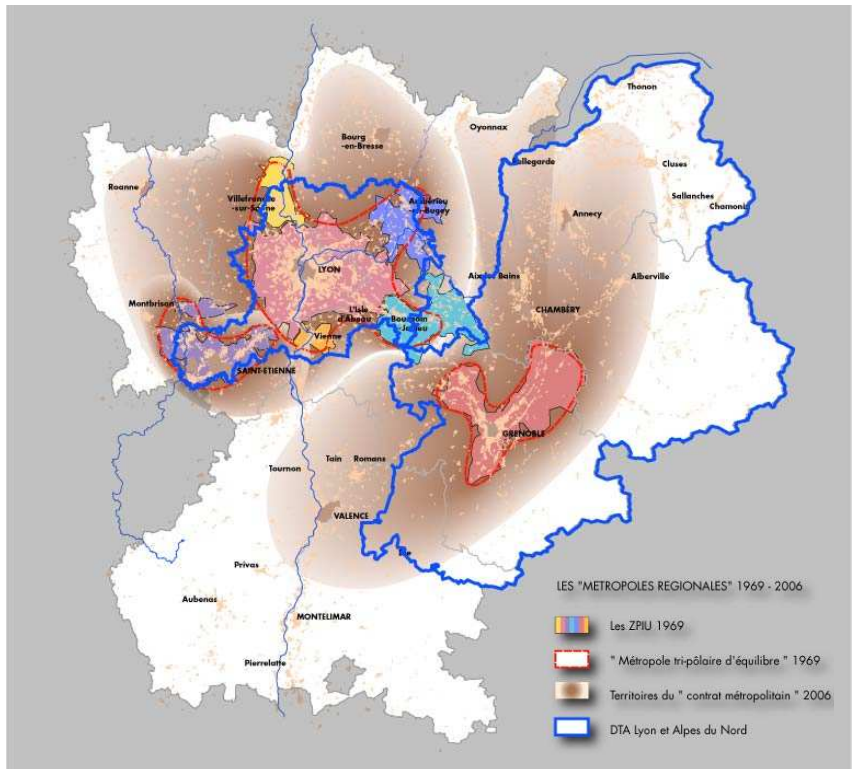 Thonon
Oyonnax
Bourg
-en-Bresse
Bellegarde
Cluses
Roanne
Sallanches
Chamonix
Villefranche
-sur-Saône
Ambérieu
-en-Bugey
Annecy
LYON
Aix les Bains
Alberville
Montbrison
L'Isle
d'Abeau
Bourgoin
-Jallieu
CHAMBÉRY
Vienne
SAINT-ETIENNE
GRENOBLE
Tournon
Tain
Romans
VALENCE
Die
Privas
Aubenas
MONTELIMAR
Pierrelatte
LES "METROPOLES REGIONALES" 1969 - 2006
Les ZPIU 1969
" Métropole tri-pôlaire d'équilibre " 1969
Territoires du " contrat métropolitain " 2006
DTA Lyon et Alpes du Nord